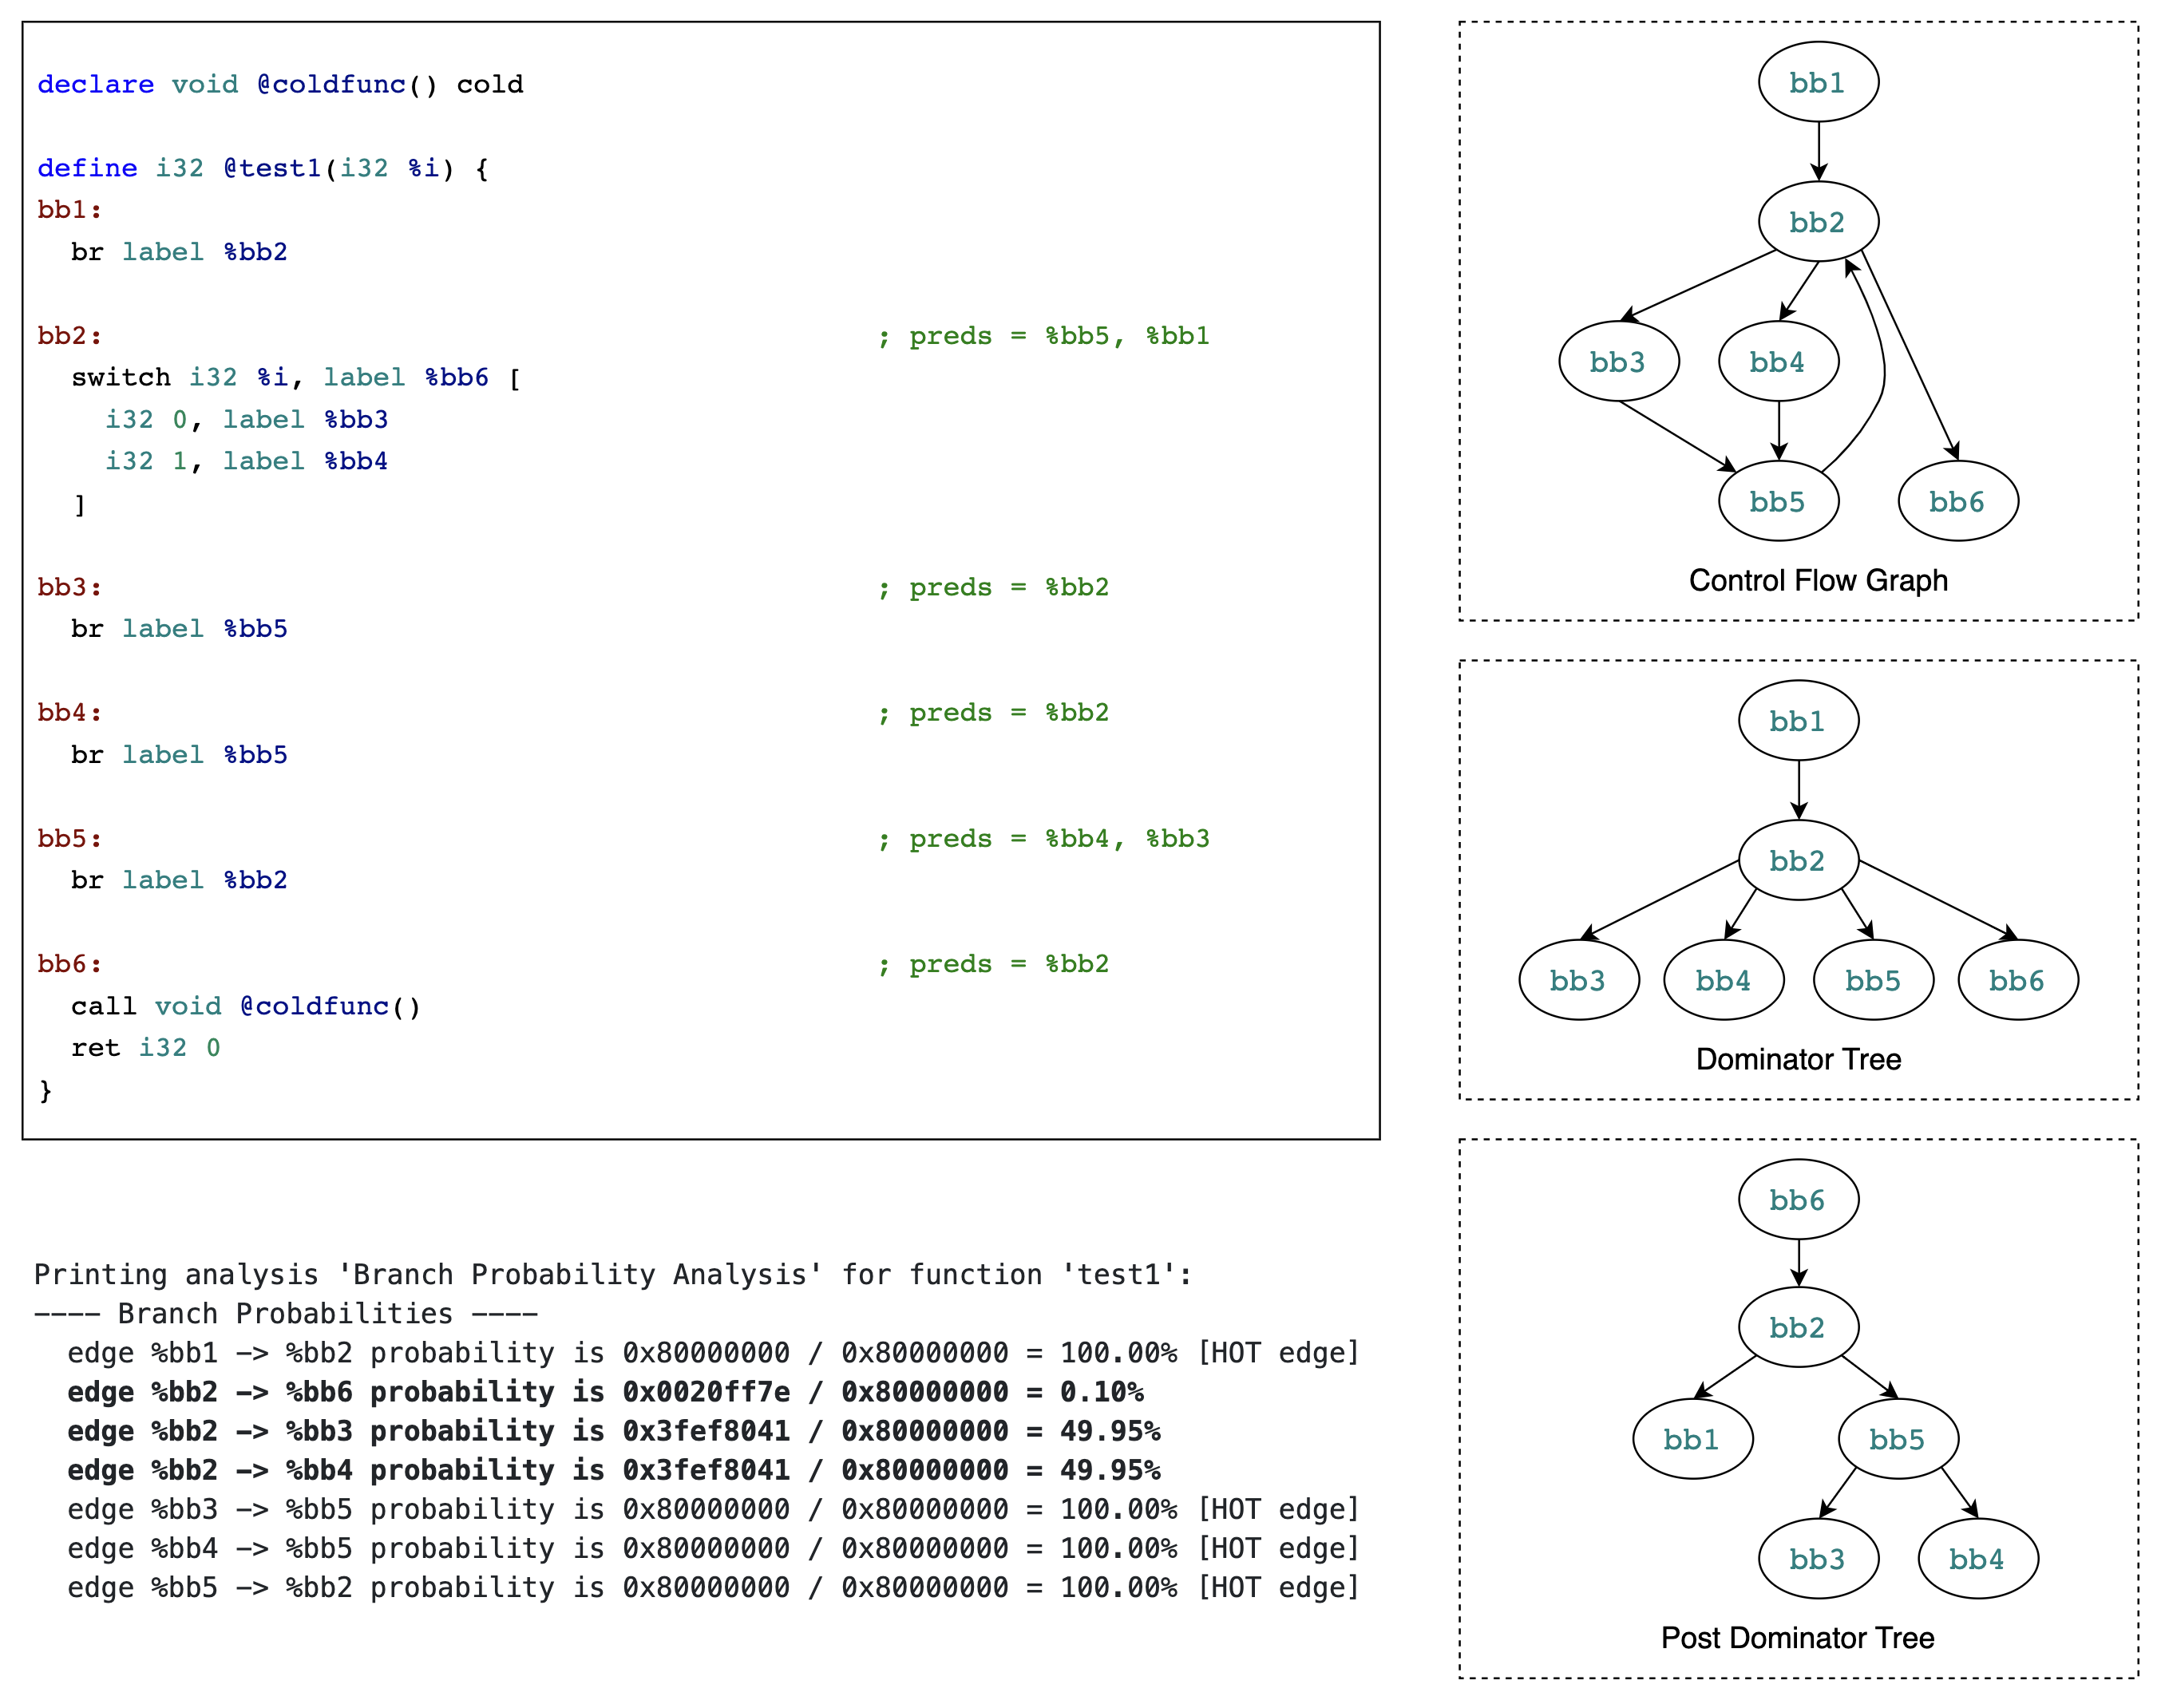 declare void @coldfunc() cold
define i32 @test1(i32 %i) {
bb1:
  br label %bb2
bb2:                                              ; preds = %bb5, %bb1
  switch i32 %i, label %bb6 [
    i32 0, label %bb3
    i32 1, label %bb4
  ]
bb3:                                              ; preds = %bb2
  br label %bb5
bb4:                                              ; preds = %bb2
  br label %bb5
bb5:                                              ; preds = %bb4, %bb3
  br label %bb2
bb6:                                              ; preds = %bb2
  call void @coldfunc()
  ret i32 0
}
Printing analysis 'Branch Probability Analysis' for function 'test1':
---- Branch Probabilities ----
  edge %bb1 -> %bb2 probability is 0x80000000 / 0x80000000 = 100.00% [HOT edge]
  edge %bb2 -> %bb6 probability is 0x0020ff7e / 0x80000000 = 0.10%
  edge %bb2 -> %bb3 probability is 0x3fef8041 / 0x80000000 = 49.95%
  edge %bb2 -> %bb4 probability is 0x3fef8041 / 0x80000000 = 49.95%
  edge %bb3 -> %bb5 probability is 0x80000000 / 0x80000000 = 100.00% [HOT edge]
  edge %bb4 -> %bb5 probability is 0x80000000 / 0x80000000 = 100.00% [HOT edge]
  edge %bb5 -> %bb2 probability is 0x80000000 / 0x80000000 = 100.00% [HOT edge]
bb1
bb2
bb3 bb4
bb5 bb6
Control Flow Graph
bb1
bb2
bb3 bb4 bb5 bb6
Dominator Tree
bb6
bb2
bb1 bb5
bb3 bb4
Post Dominator Tree